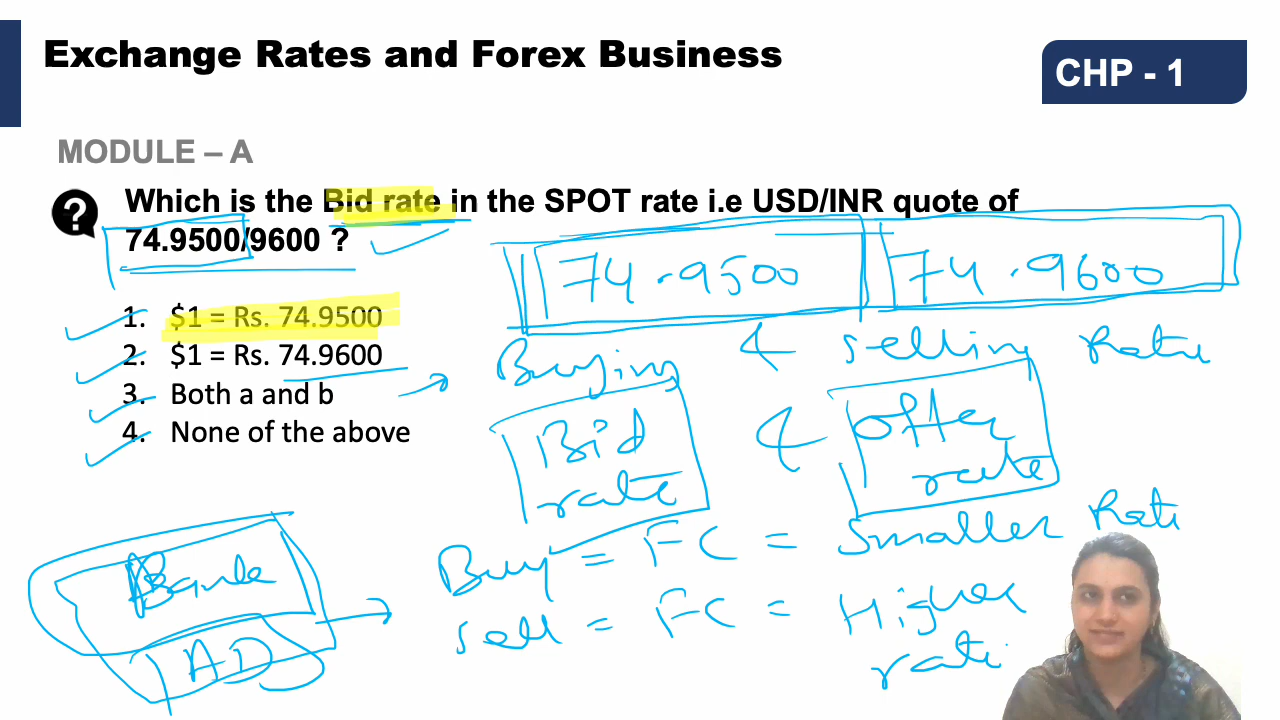 Exchange Rates and Forex Business
CHP - 1
MODULE – A
Which is the Bid rate in the SPOT rate i.e USD/INR quote of
74.9500/9600 ?
1. $1 = Rs. 74.9500
2. $1 = Rs. 74.9600
3. Both a and b
4. None of the above
74.9500 74.9600
Buying & selling Rate
Bid & offer
rate rate
Buy = FC = Smaller Rate
Sell = FC = Higher
rate
Bank
AD